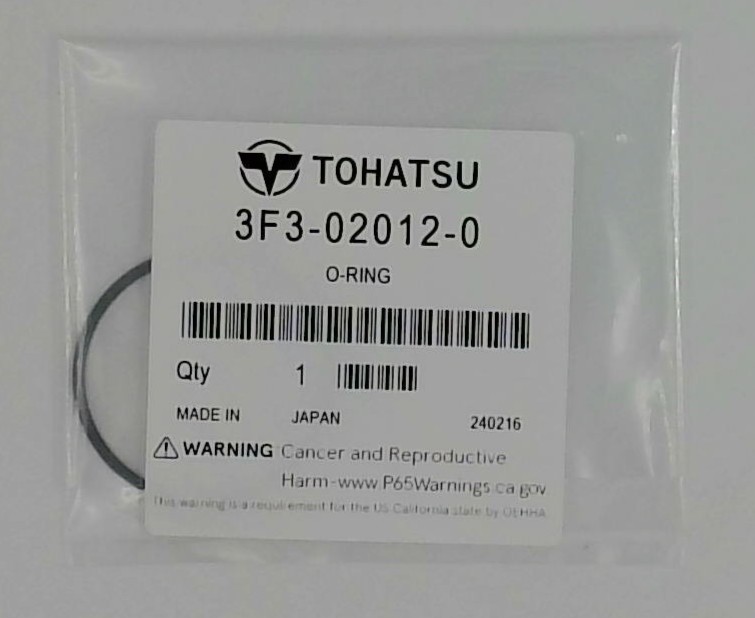 TOHATSU
3F3-02012-0
O-RING
Qty 1
MADE IN JAPAN 240216
⚠ WARNING Cancer and Reproductive
Harm-www.P65Warnings.ca.gov
This warning is a requirement for the US California state by OEHHA.